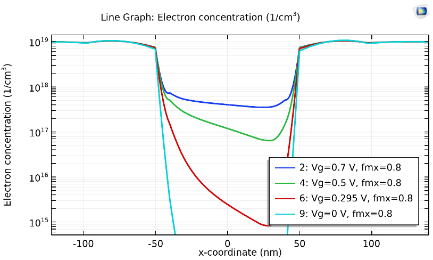 Line Graph: Electron concentration (1/cm³)
Electron concentration (1/cm³)
10¹⁹
10¹⁸
10¹⁷
10¹⁶
10¹⁵
2: Vg=0.7 V, fmx=0.8
4: Vg=0.5 V, fmx=0.8
6: Vg=0.295 V, fmx=0.8
9: Vg=0 V, fmx=0.8
-100
-50
0
50
100
x-coordinate (nm)